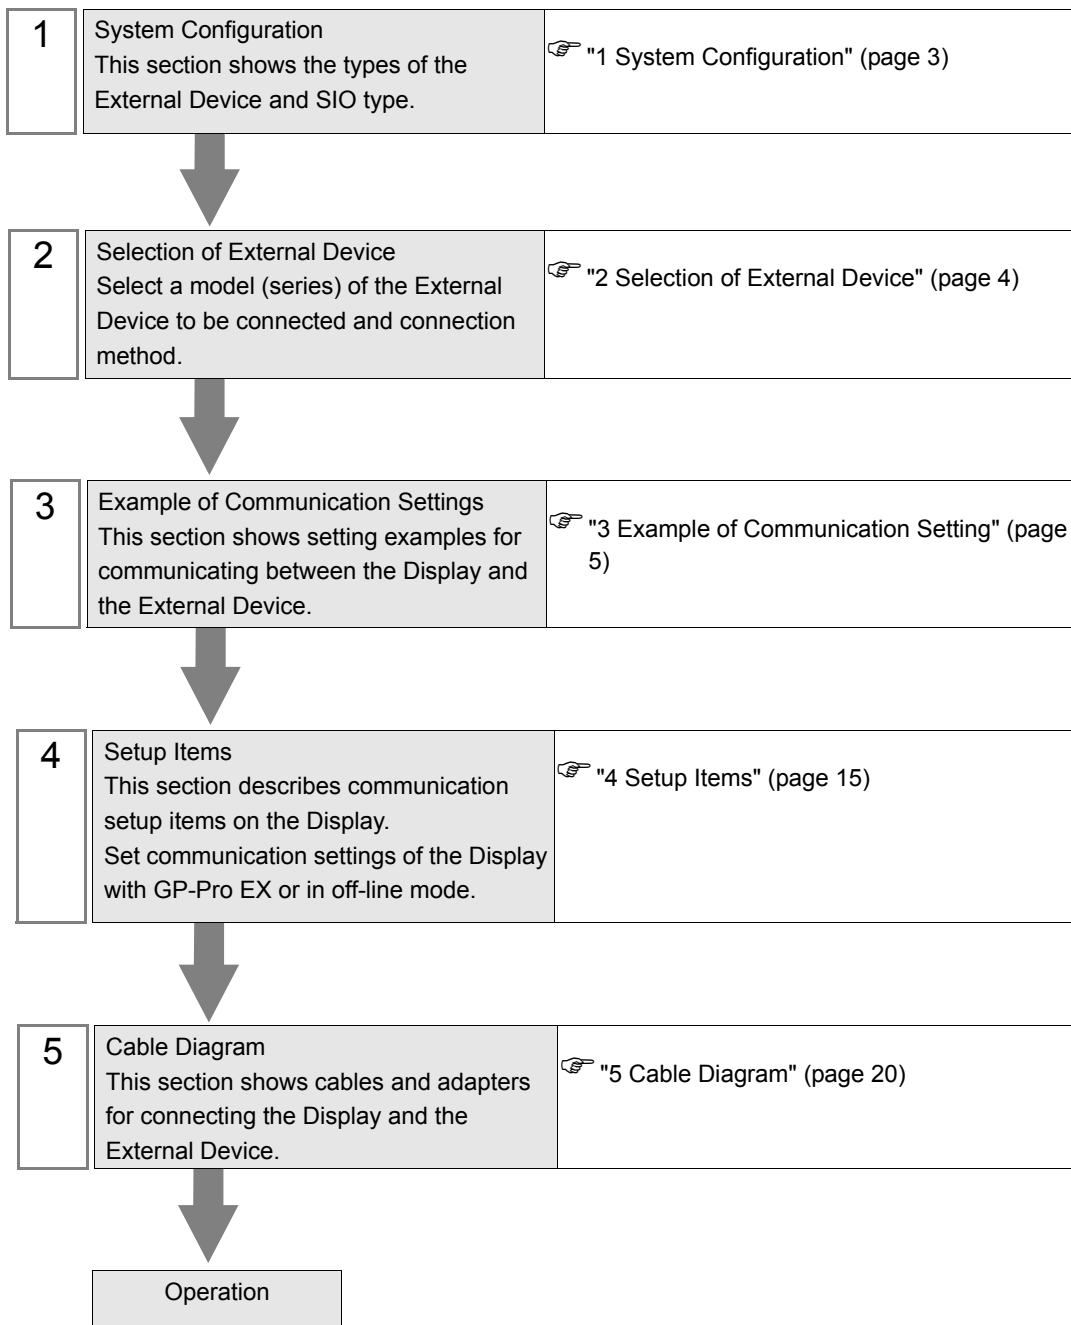 1
System Configuration
This section shows the types of the
External Device and SIO type.
"1 System Configuration" (page 3)
2
Selection of External Device
Select a model (series) of the External
Device to be connected and connection
method.
"2 Selection of External Device" (page 4)
3
Example of Communication Settings
This section shows setting examples for
communicating between the Display and
the External Device.
"3 Example of Communication Setting" (page
5)
4
Setup Items
This section describes communication
setup items on the Display.
Set communication settings of the Display
with GP-Pro EX or in off-line mode.
"4 Setup Items" (page 15)
5
Cable Diagram
This section shows cables and adapters
for connecting the Display and the
External Device.
"5 Cable Diagram" (page 20)
Operation